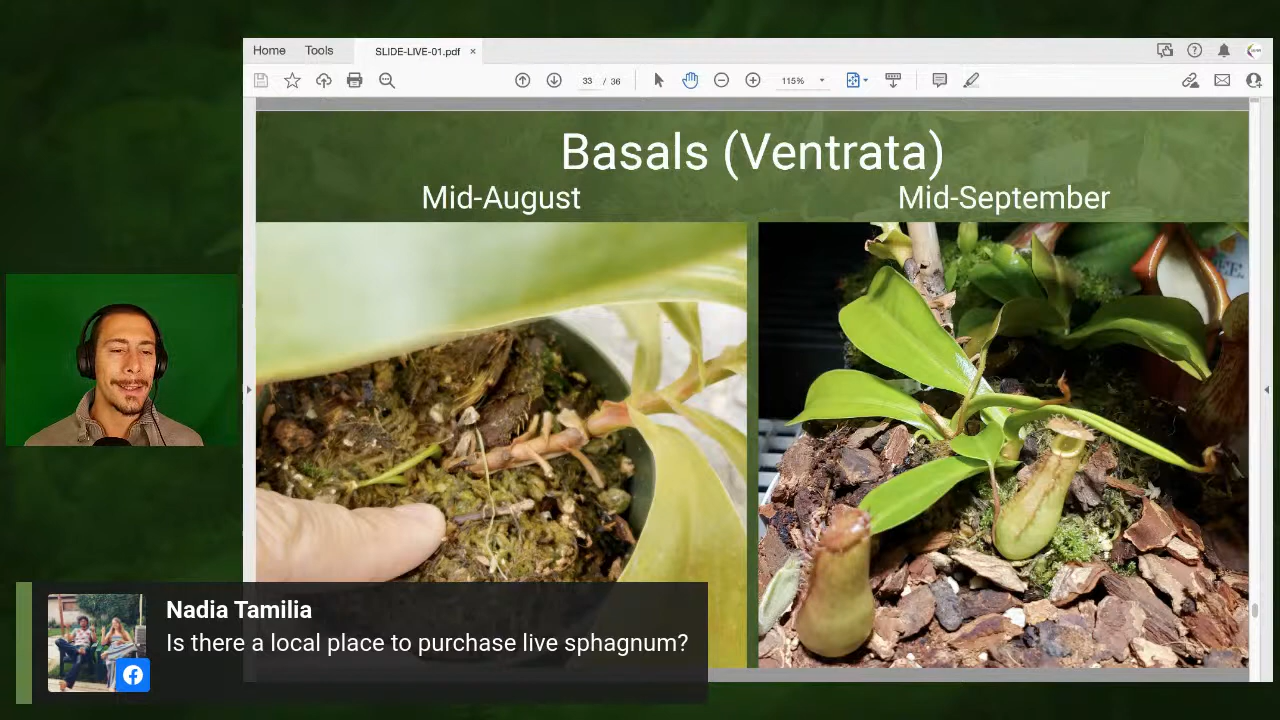 Home Tools SLIDE-LIVE-01.pdf ×
33 / 36 115%
Basals (Ventrata)
Mid-August Mid-September
Nadia Tamilia
Is there a local place to purchase live sphagnum?